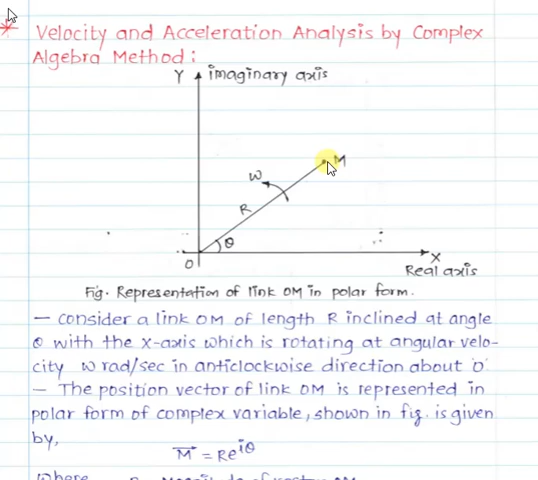 * Velocity and Acceleration Analysis by Complex
Algebra Method:
Y imaginary axis
M
ω
R
θ
O
X
Real axis
Fig. Representation of link OM in polar form.
- Consider a link OM of length R inclined at angle
θ with the x-axis which is rotating at angular velo-
city ω rad/sec in anticlockwise direction about 'O'
- The position vector of link OM is represented in
polar form of complex variable, shown in fig. is given
by,
M⃗ = Re^{iθ}
Where